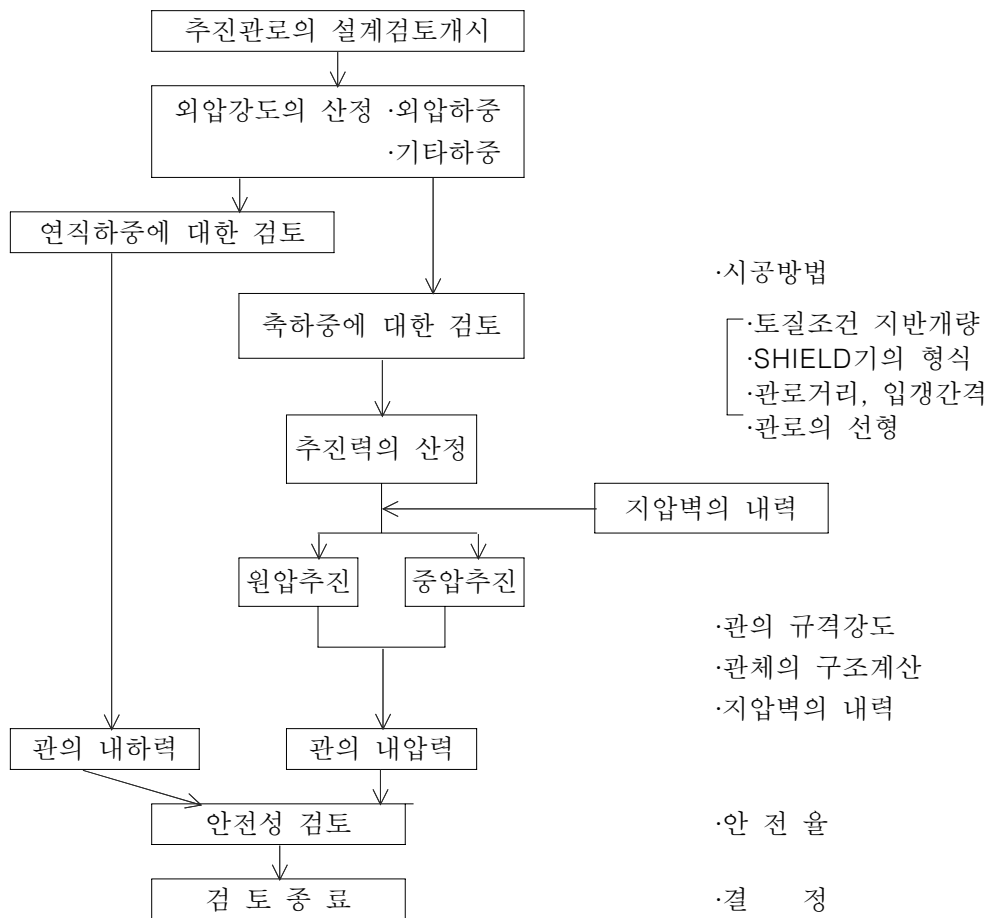 추진관로의 설계검토개시
외압강도의 산정 ·외압하중
·기타하중
연직하중에 대한 검토
·시공방법
축하중에 대한 검토
·토질조건 지반개량
·SHIELD기의 형식
·관로거리, 입갱간격
·관로의 선형
추진력의 산정
지압벽의 내력
원압추진
중압추진
·관의 규격강도
·관체의 구조계산
·지압벽의 내력
관의 내하력
관의 내압력
안전성 검토
·안 전 율
검 토 종 료
·결 정